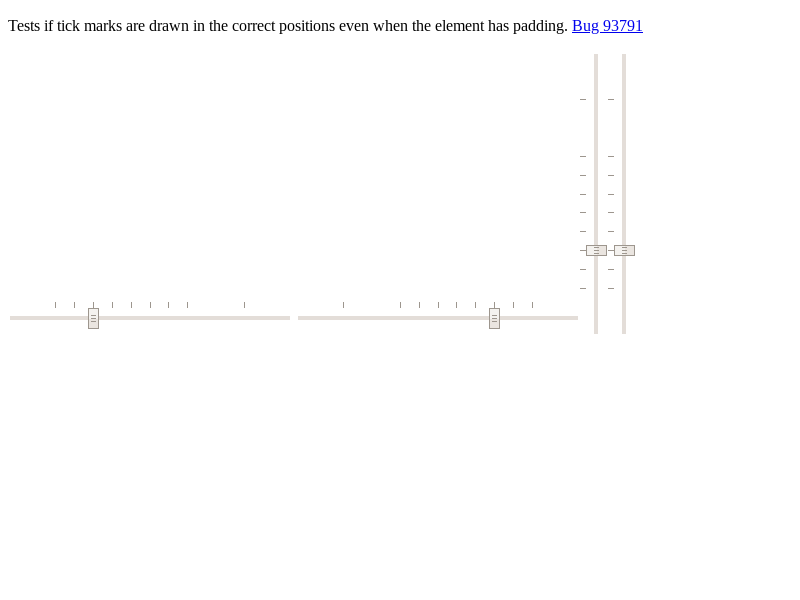 Tests if tick marks are drawn in the correct positions even when the element has padding. Bug 93791